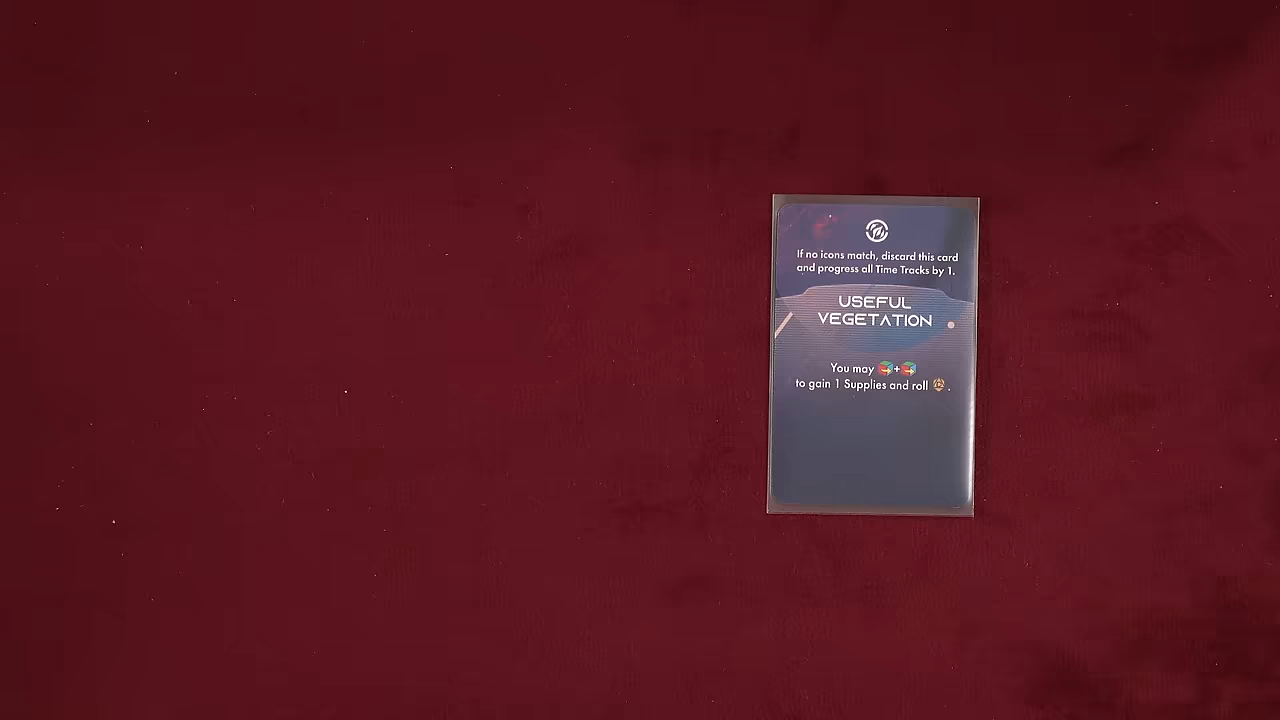 If no icons match, discard this card
and progress all Time Tracks by 1.
USEFUL
VEGETATION
You may +
to gain 1 Supplies and roll .